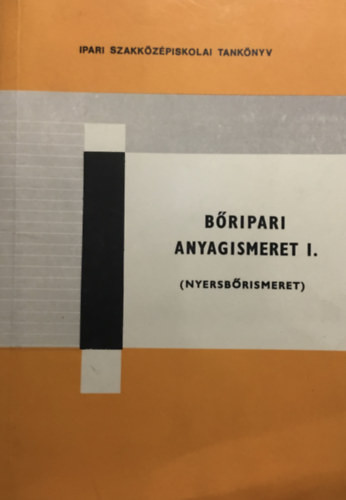 IPARI SZAKKÖZÉPISKOLAI TANKÖNYV
BŐRIPARI
ANYAGISMERET I.
(NYERSBŐRISMERET)